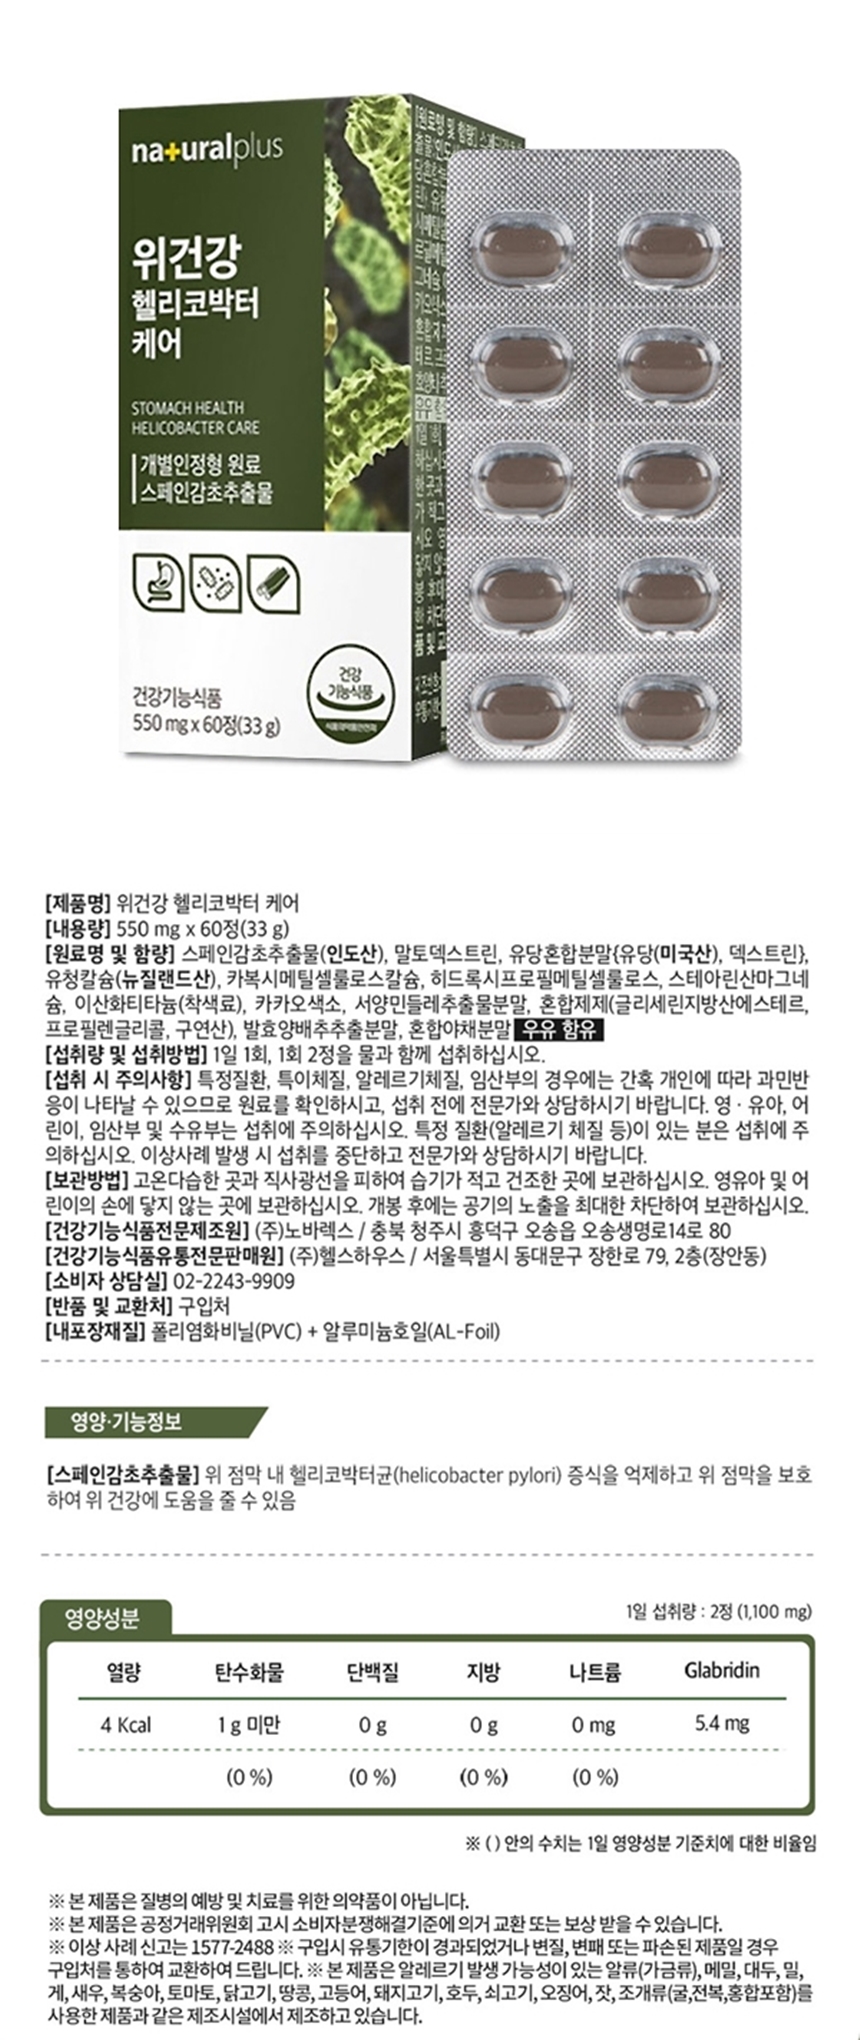 naturalplus
위건강
헬리코박터
케어
STOMACH HEALTH
HELICOBACTER CARE
개별인정형 원료
스페인감초추출물
건강
기능식품
식품의약품안전처
건강기능식품
550 mg x 60정(33 g)
[원료명 및 함량]
[제품명] 위건강 헬리코박터 케어
[내용량] 550 mg x 60정(33 g)
[원료명 및 함량] 스페인감초추출물(인도산), 말토덱스트린, 유당혼합분말{유당(미국산), 덱스트린},
유청칼슘(뉴질랜드산), 카복시메틸셀룰로스칼슘, 히드록시프로필메틸셀룰로스, 스테아린산마그네
슘, 이산화티타늄(착색료), 카카오색소, 서양민들레추출물분말, 혼합제제(글리세린지방산에스테르,
프로필렌글리콜, 구연산), 발효양배추추출분말, 혼합야채분말 우유 함유
[섭취량 및 섭취방법] 1일 1회, 1회 2정을 물과 함께 섭취하십시오.
[섭취 시 주의사항] 특정질환, 특이체질, 알레르기체질, 임산부의 경우에는 간혹 개인에 따라 과민반
응이 나타날 수 있으므로 원료를 확인하시고, 섭취 전에 전문가와 상담하시기 바랍니다. 영 · 유아, 어
린이, 임산부 및 수유부는 섭취에 주의하십시오. 특정 질환(알레르기 체질 등)이 있는 분은 섭취에 주
의하십시오. 이상사례 발생 시 섭취를 중단하고 전문가와 상담하시기 바랍니다.
[보관방법] 고온다습한 곳과 직사광선을 피하여 습기가 적고 건조한 곳에 보관하십시오. 영유아 및 어
린이의 손에 닿지 않는 곳에 보관하십시오. 개봉 후에는 공기의 노출을 최대한 차단하여 보관하십시오.
[건강기능식품전문제조원] (주)노바렉스 / 충북 청주시 흥덕구 오송읍 오송생명로14로 80
[건강기능식품유통전문판매원] (주)헬스하우스 / 서울특별시 동대문구 장한로 79, 2층(장안동)
[소비자 상담실] 02-2243-9909
[반품 및 교환처] 구입처
[내포장재질] 폴리염화비닐(PVC) + 알루미늄호일(AL-Foil)
영양·기능정보
[스페인감초추출물] 위 점막 내 헬리코박터균(helicobacter pylori) 증식을 억제하고 위 점막을 보호
하여 위 건강에 도움을 줄 수 있음
영양성분
1일 섭취량 : 2정 (1,100 mg)
열량 탄수화물 단백질 지방 나트륨 Glabridin
4 Kcal 1 g 미만 0 g 0 g 0 mg 5.4 mg
(0 %) (0 %) (0 %) (0 %)
※ ( ) 안의 수치는 1일 영양성분 기준치에 대한 비율임
※ 본 제품은 질병의 예방 및 치료를 위한 의약품이 아닙니다.
※ 본 제품은 공정거래위원회 고시 소비자분쟁해결기준에 의거 교환 또는 보상 받을 수 있습니다.
※ 이상 사례 신고는 1577-2488 ※ 구입시 유통기한이 경과되었거나 변질, 변패 또는 파손된 제품일 경우
구입처를 통하여 교환하여 드립니다. ※ 본 제품은 알레르기 발생 가능성이 있는 알류(가금류), 메밀, 대두, 밀,
게, 새우, 복숭아, 토마토, 닭고기, 땅콩, 고등어, 돼지고기, 호두, 쇠고기, 오징어, 잣, 조개류(굴,전복,홍합포함)를
사용한 제품과 같은 제조시설에서 제조하고 있습니다.